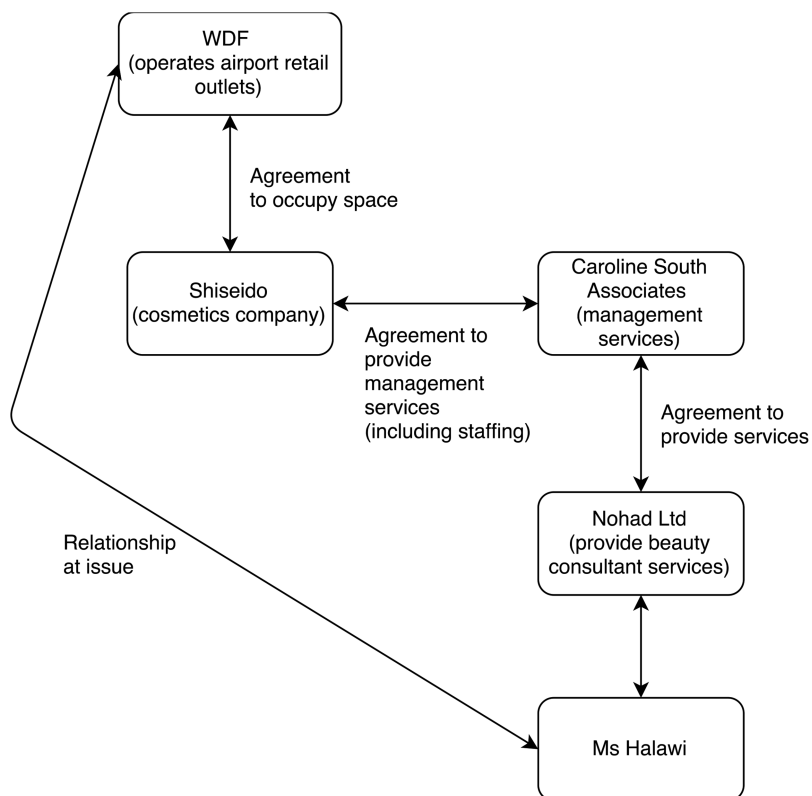 WDF
(operates airport retail
outlets)
Agreement
to occupy space
Shiseido
(cosmetics company)
Caroline South
Associates
(management
services)
Agreement to
provide
management
services
(including staffing)
Agreement to
provide services
Nohad Ltd
(provide beauty
consultant services)
Relationship
at issue
Ms Halawi